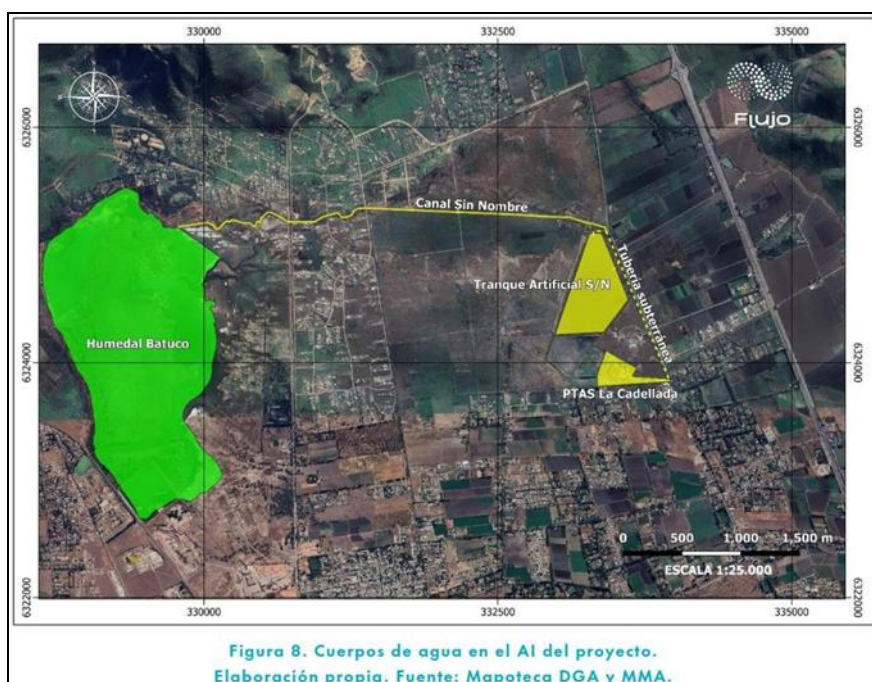 330000
332500
335000
Flujo
6326000
6326000
Canal Sin Nombre
Tubería subterránea
Tranque Artificial S/N
Humedal Batuco
6324000
6324000
PTAS La Cadellada
0 500 1,000 1,500 m
ESCALA 1:25.000
6322000
6322000
330000
332500
335000
Figura 8. Cuerpos de agua en el AI del proyecto.
Elaboración propia. Fuente: Mapoteca DGA y MMA.